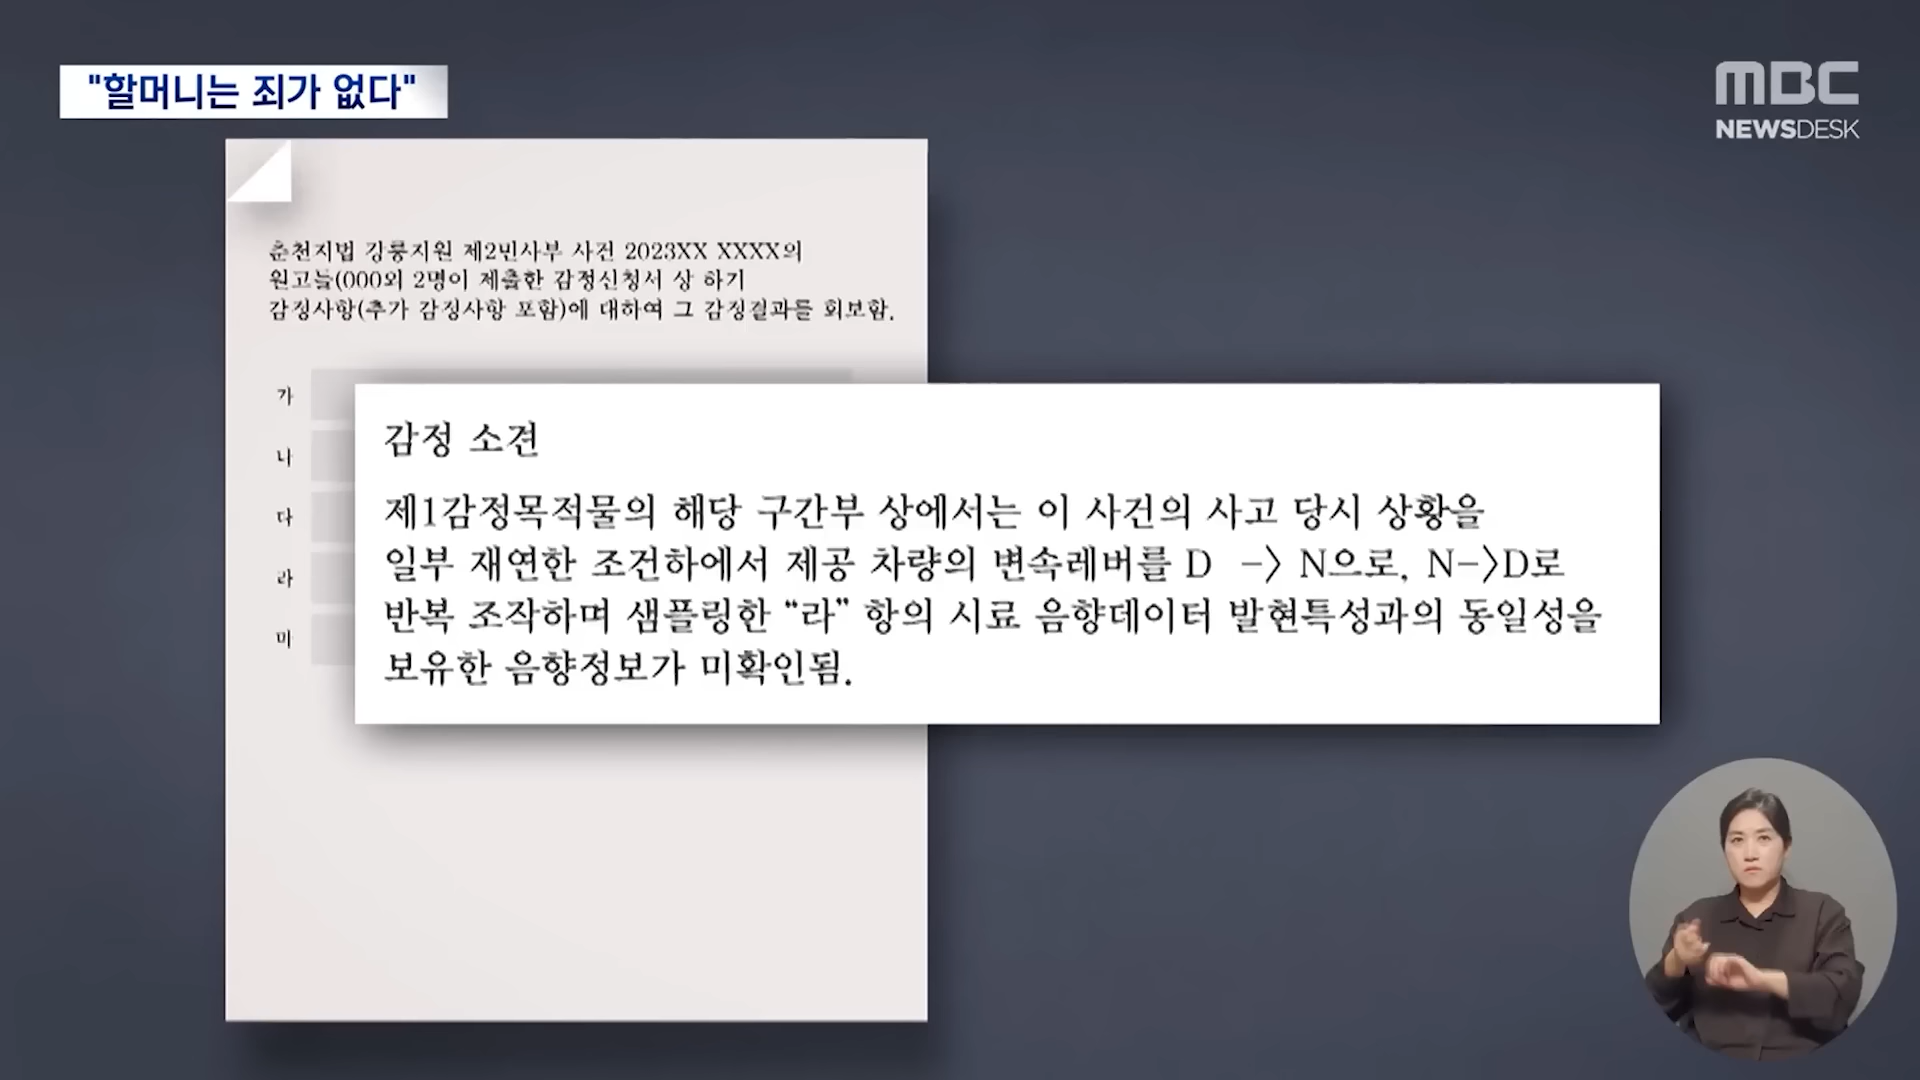 "할머니는 죄가 없다"
MBC
NEWSDESK
춘천지법 강릉지원 제2민사부 사건 2023XX XXXX의
원고들(000외 2명이 제출한 감정신청서 상 하기
감정사항(추가 감정사항 포함)에 대하여 그 감정결과를 회보함.
가
나
다
라
마
감정 소견
제1감정목적물의 해당 구간부 상에서는 이 사건의 사고 당시 상황을
일부 재연한 조건하에서 제공 차량의 변속레버를 D -> N으로, N->D로
반복 조작하며 샘플링한 “라” 항의 시료 음향데이터 발현특성과의 동일성을
보유한 음향정보가 미확인됨.